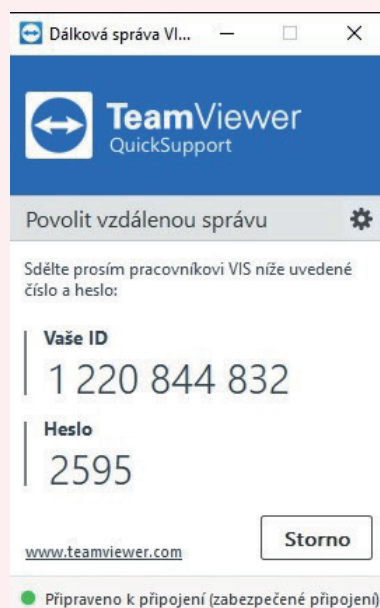 Dálková správa VI...
TeamViewer
QuickSupport
Povolit vzdálenou správu
Sdělte prosím pracovníkovi VIS níže uvedené
číslo a heslo:
Vaše ID
1 220 844 832
Heslo
2595
Storno
www.teamviewer.com
Připraveno k připojení (zabezpečené připojení)